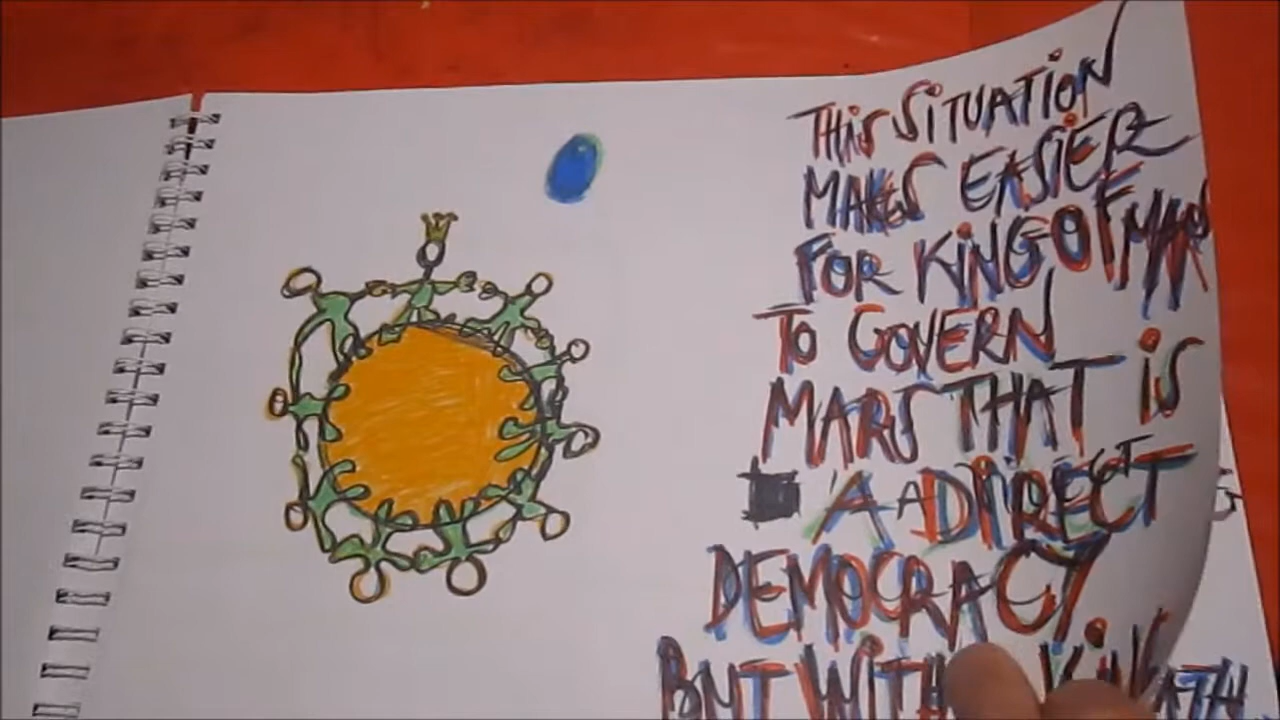 THIS SITUATION
MAKES EASIER
FOR KING OF MARS
TO GOVERN
MARS THAT IS
A A DIRECT
DEMOCRACY
BUT WITH